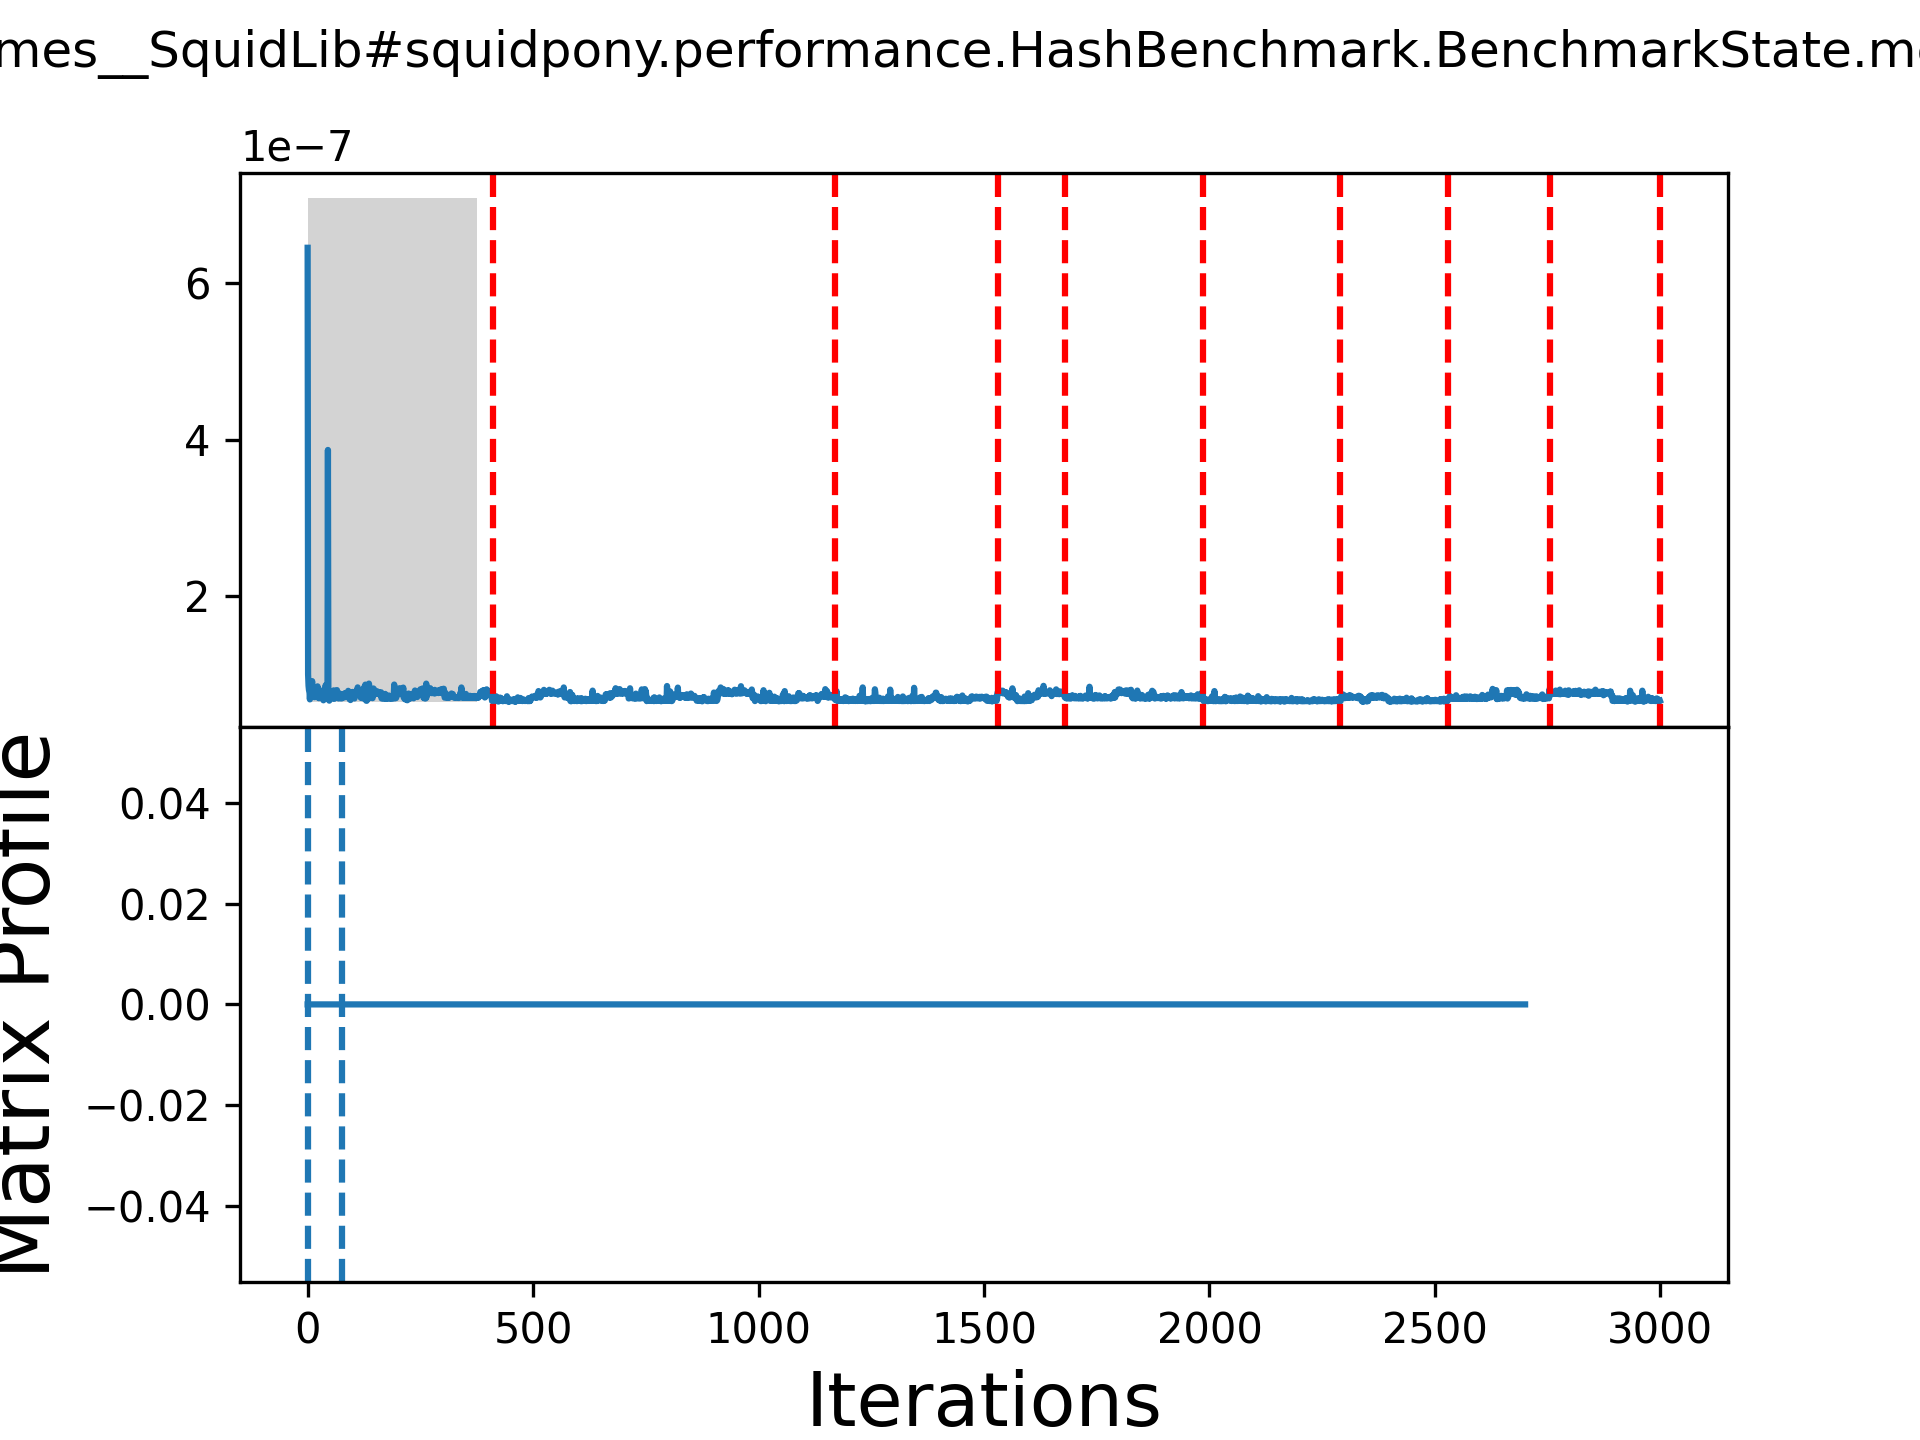 mes__SquidLib#squidpony.performance.HashBenchmark.BenchmarkState.m
1e−7
6
4
2
Matrix Profile
0.04
0.02
0.00
−0.02
−0.04
0 500 1000 1500 2000 2500 3000
Iterations